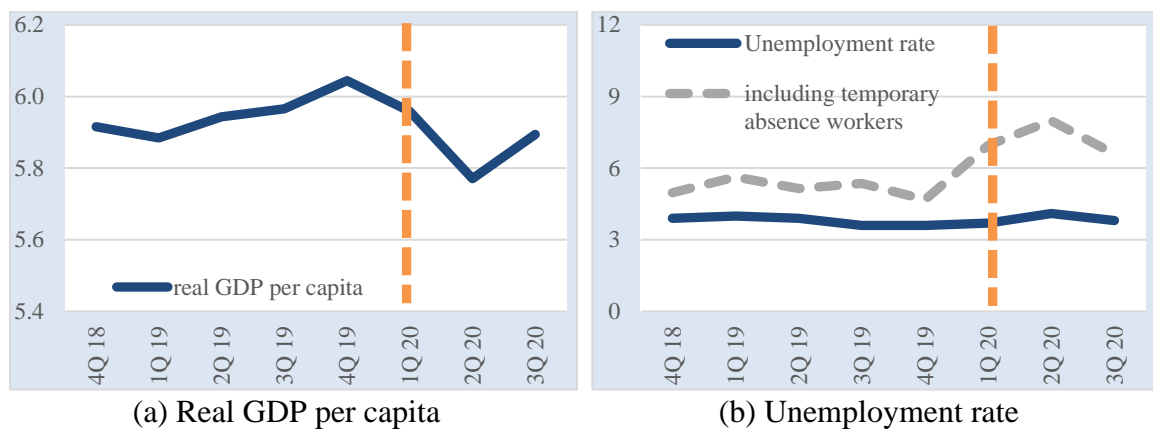 6.2
6.0
5.8
5.6
5.4
real GDP per capita
4Q 18
1Q 19
2Q 19
3Q 19
4Q 19
1Q 20
2Q 20
3Q 20
(a) Real GDP per capita
12
9
6
3
0
Unemployment rate
including temporary
absence workers
4Q 18
1Q 19
2Q 19
3Q 19
4Q 19
1Q 20
2Q 20
3Q 20
(b) Unemployment rate